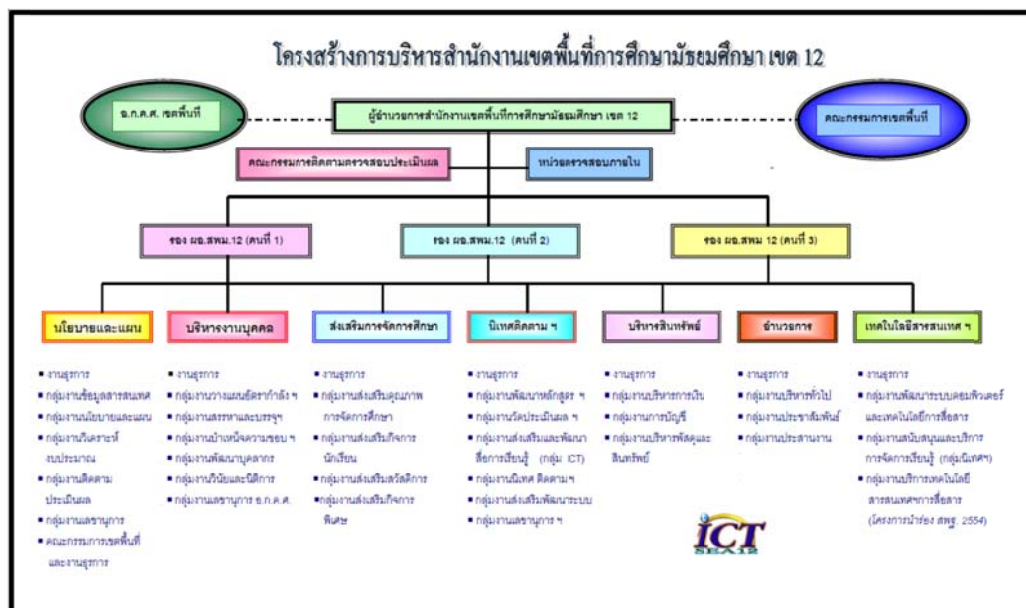 โครงสร้างการบริหารสำนักงานเขตพื้นที่การศึกษามัธยมศึกษา เขต 12
อ.ก.ค.ศ. เขตพื้นที่
ผู้อำนวยการสำนักงานเขตพื้นที่การศึกษามัธยมศึกษา เขต 12
คณะกรรมการเขตพื้นที่
คณะกรรมการติดตามตรวจสอบประเมินผล
หน่วยตรวจสอบภายใน
รอง ผอ.สพม.12 (คนที่ 1)
รอง ผอ.สพม.12 (คนที่ 2)
รอง ผอ.สพม 12 (คนที่ 3)
นโยบายและแผน
■ งานธุรการ
■ กลุ่มงานข้อมูลสารสนเทศ
■ กลุ่มงานนโยบายและแผน
■ กลุ่มงานวิเคราะห์
งบประมาณ
■ กลุ่มงานติดตาม
ประเมินผล
■ กลุ่มงานเลขานุการ
■ คณะกรรมการเขตพื้นที่
และงานธุรการ
บริหารงานบุคคล
■ งานธุรการ
■ กลุ่มงานวางแผนอัตรากำลัง ฯ
■ กลุ่มงานสรรหาและบรรจุฯ
■ กลุ่มงานบำเหน็จความชอบ ฯ
■ กลุ่มงานพัฒนาบุคลากร
■ กลุ่มงานวินัยและนิติการ
■ กลุ่มงานเลขานุการ อ.ก.ค.ศ.
ส่งเสริมการจัดการศึกษา
■ งานธุรการ
■ กลุ่มงานส่งเสริมคุณภาพ
การจัดการศึกษา
■ กลุ่มงานส่งเสริมกิจการ
นักเรียน
■ กลุ่มงานส่งเสริมสวัสดิการ
■ กลุ่มงานส่งเสริมกิจการ
พิเศษ
นิเทศติดตาม ฯ
■ งานธุรการ
■ กลุ่มงานพัฒนาหลักสูตร ฯ
■ กลุ่มงานวัดประเมินผล ฯ
■ กลุ่มงานส่งเสริมและพัฒนา
สื่อการเรียนรู้ (กลุ่ม ICT)
■ กลุ่มงานนิเทศ ติดตามฯ
■ กลุ่มงานส่งเสริมพัฒนาระบบ
■ กลุ่มงานเลขานุการ ฯ
บริหารสินทรัพย์
■ งานธุรการ
■ กลุ่มงานบริหารการเงิน
■ กลุ่มงานการบัญชี
■ กลุ่มงานบริหารพัสดุและ
สินทรัพย์
อำนวยการ
■ งานธุรการ
■ กลุ่มงานบริหารทั่วไป
■ กลุ่มงานประชาสัมพันธ์
■ กลุ่มงานประสานงาน
เทคโนโลยีสารสนเทศ ฯ
■ งานธุรการ
■ กลุ่มงานพัฒนาระบบคอมพิวเตอร์
และเทคโนโลยีการสื่อสาร
■ กลุ่มงานสนับสนุนและบริการ
การจัดการเรียนรู้ (กลุ่มนิเทศฯ)
■ กลุ่มงานบริการเทคโนโลยี
สารสนเทศฯการสื่อสาร
(โครงการนำร่อง สพฐ. 2554)
ICT
SEA12